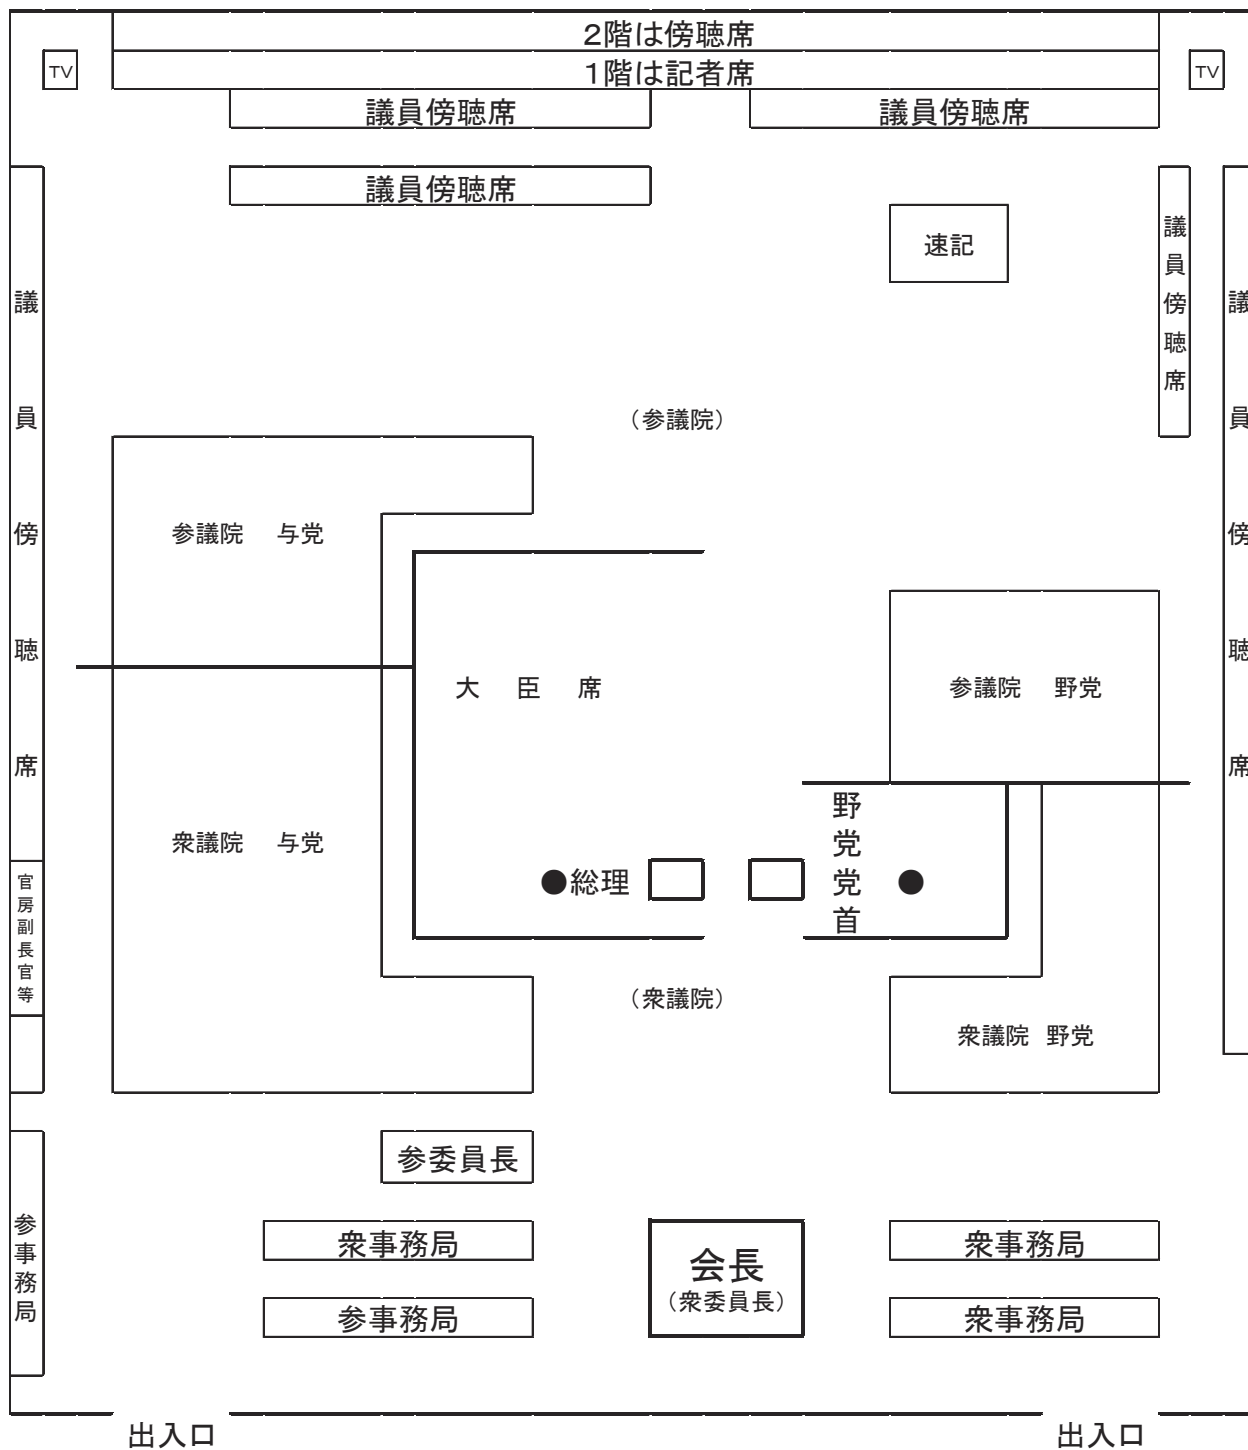 2階は傍聴席
TV
1階は記者席
TV
議員傍聴席
議員傍聴席
議員傍聴席
議員傍聴席
速記
議員傍聴席
議員傍聴席
（参議院）
参議院　与党
大　臣　席
参議院　野党
衆議院　与党
野党党首
●総理
●
官房副長官等
（衆議院）
衆議院　野党
参委員長
参事務局
衆事務局
会長
（衆委員長）
衆事務局
参事務局
衆事務局
出入口
出入口